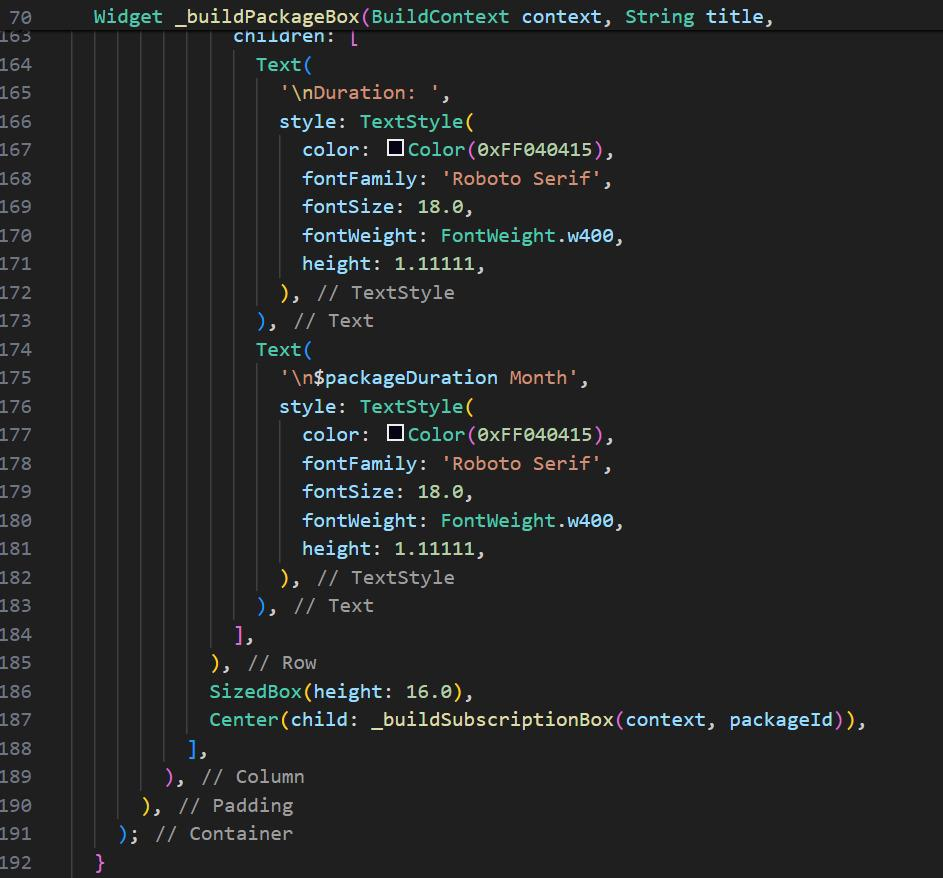 70 Widget _buildPackageBox(BuildContext context, String title,
163 children: [
164 Text(
165 '\nDuration: ',
166 style: TextStyle(
167 color: Color(0xFF040415),
168 fontFamily: 'Roboto Serif',
169 fontSize: 18.0,
170 fontWeight: FontWeight.w400,
171 height: 1.11111,
172 ), // TextStyle
173 ), // Text
174 Text(
175 '\n$packageDuration Month',
176 style: TextStyle(
177 color: Color(0xFF040415),
178 fontFamily: 'Roboto Serif',
179 fontSize: 18.0,
180 fontWeight: FontWeight.w400,
181 height: 1.11111,
182 ), // TextStyle
183 ), // Text
184 ],
185 ), // Row
186 SizedBox(height: 16.0),
187 Center(child: _buildSubscriptionBox(context, packageId)),
188 ],
189 ), // Column
190 ), // Padding
191 ); // Container
192 }